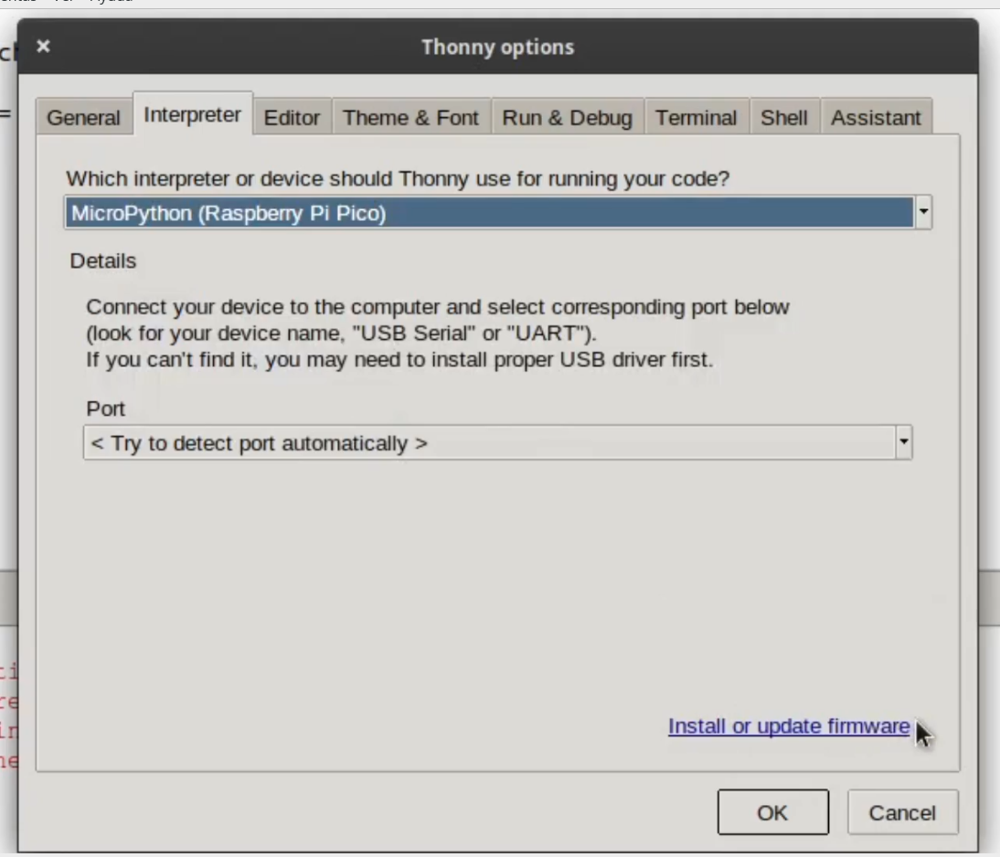 Thonny options
General Interpreter Editor Theme & Font Run & Debug Terminal Shell Assistant
Which interpreter or device should Thonny use for running your code?
MicroPython (Raspberry Pi Pico)
Details
Connect your device to the computer and select corresponding port below
(look for your device name, "USB Serial" or "UART").
If you can't find it, you may need to install proper USB driver first.
Port
< Try to detect port automatically >
Install or update firmware
OK Cancel